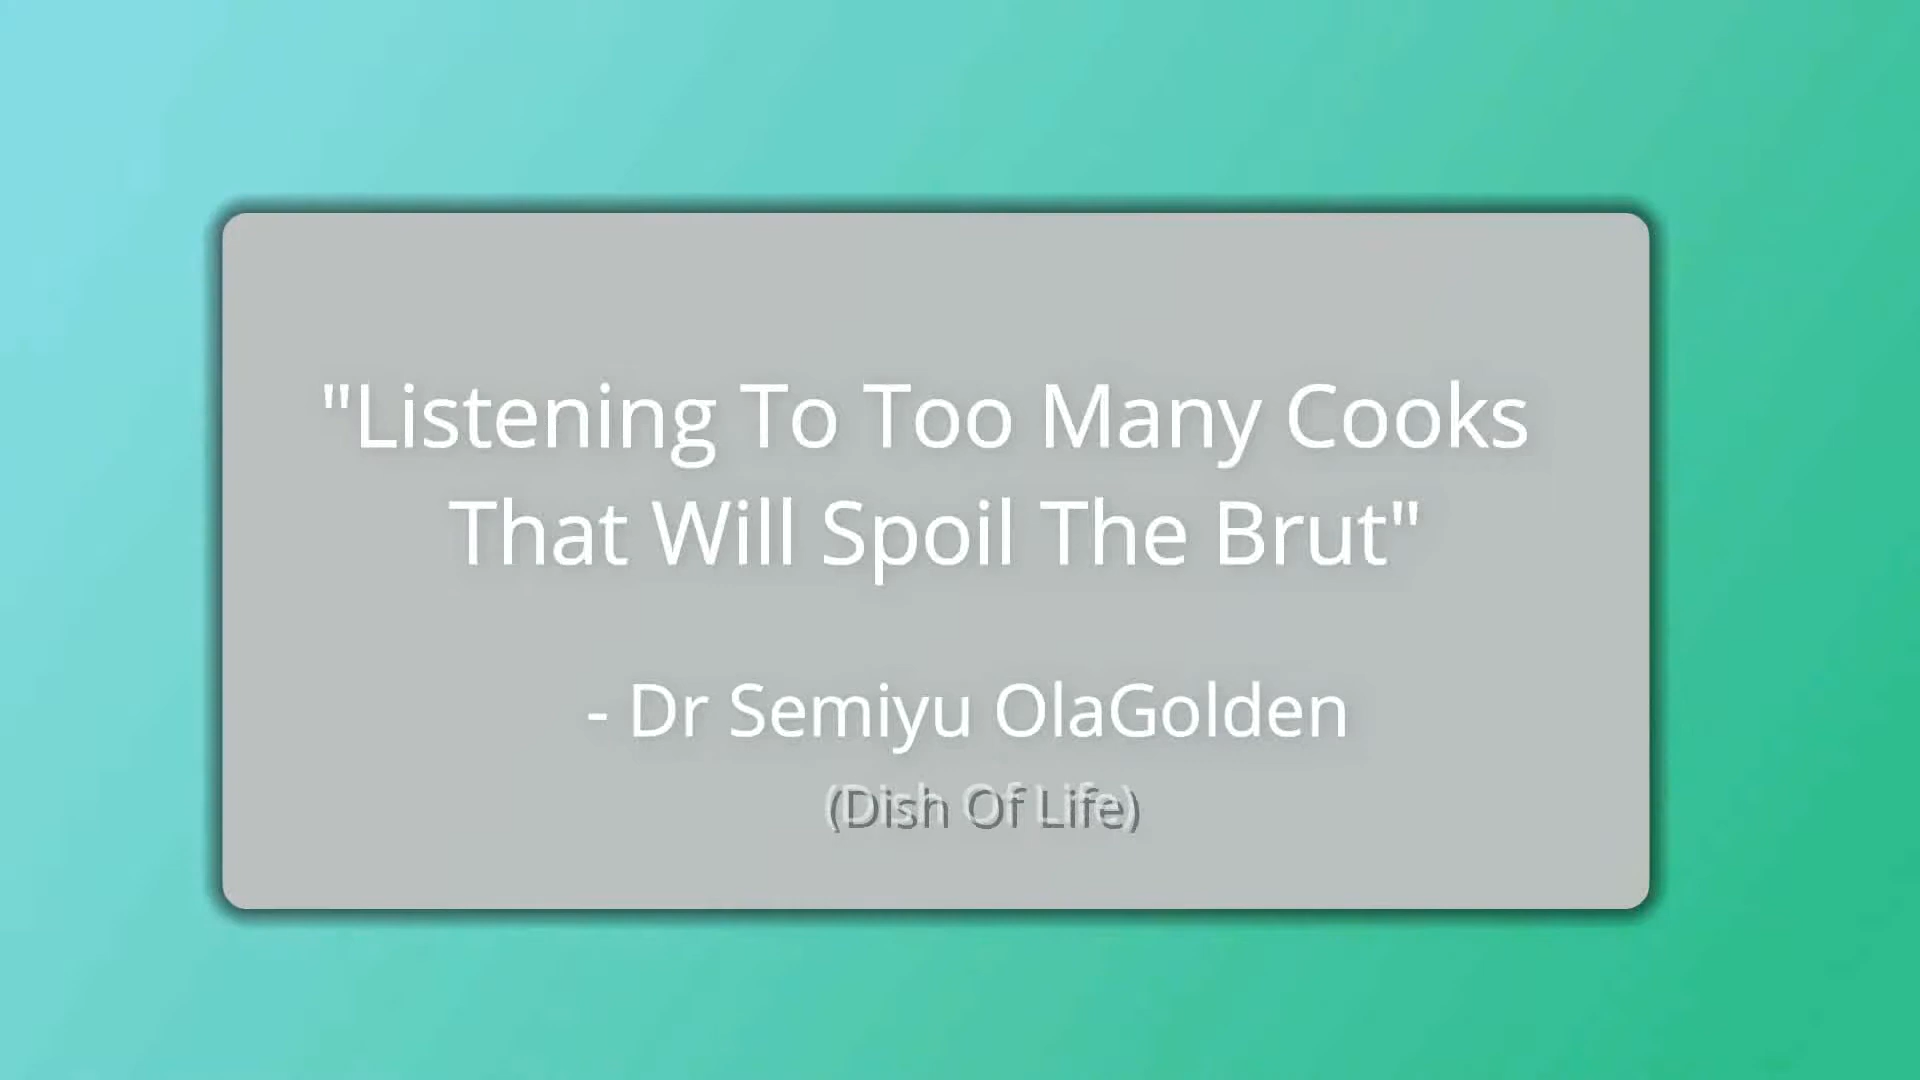 "Listening To Too Many Cooks
That Will Spoil The Brut"
- Dr Semiyu OlaGolden
(Dish Of Life)